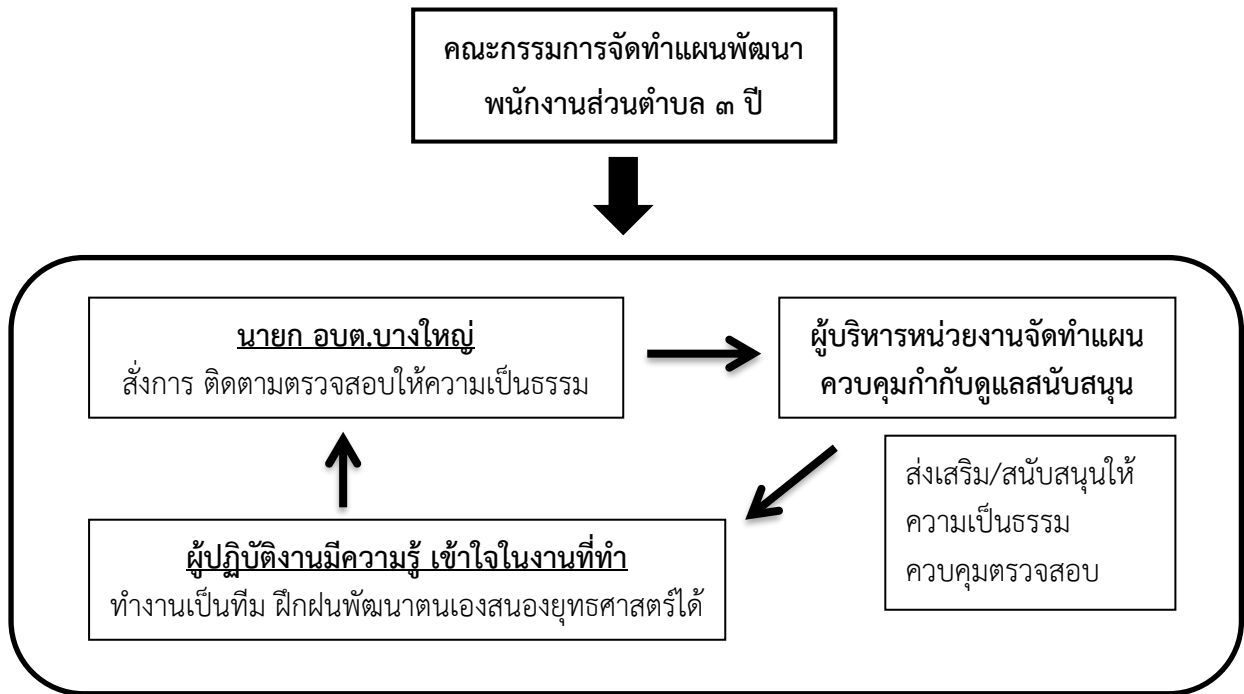 คณะกรรมการจัดทำแผนพัฒนา
พนักงานส่วนตำบล ๓ ปี
นายก อบต.บางใหญ่
สั่งการ ติดตามตรวจสอบให้ความเป็นธรรม
ผู้บริหารหน่วยงานจัดทำแผน
ควบคุมกำกับดูแลสนับสนุน
ส่งเสริม/สนับสนุนให้
ความเป็นธรรม
ควบคุมตรวจสอบ
ผู้ปฏิบัติงานมีความรู้ เข้าใจในงานที่ทำ
ทำงานเป็นทีม ฝึกฝนพัฒนาตนเองสนองยุทธศาสตร์ได้